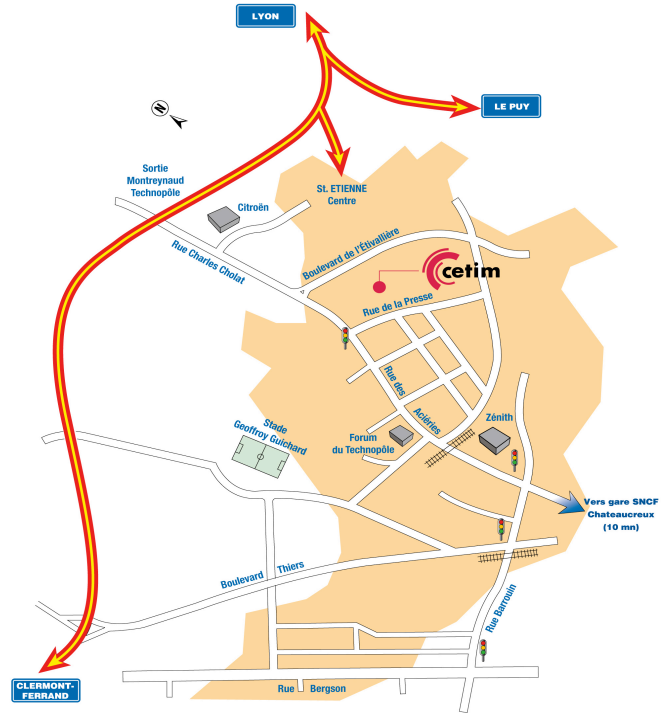 LYON
LE PUY
N
Sortie
Montreynaud
Technopôle
Citroën
St. ETIENNE
Centre
Rue Charles Cholat
Boulevard de l'Étivallière
cetim
Rue de la Presse
Rue des Aciéries
Zénith
Stade
Geoffroy Guichard
Forum
du Technopôle
Vers gare SNCF
Chateaucreux
(10 mn)
Boulevard Thiers
Rue Barrouin
CLERMONT-
FERRAND
Rue Bergson